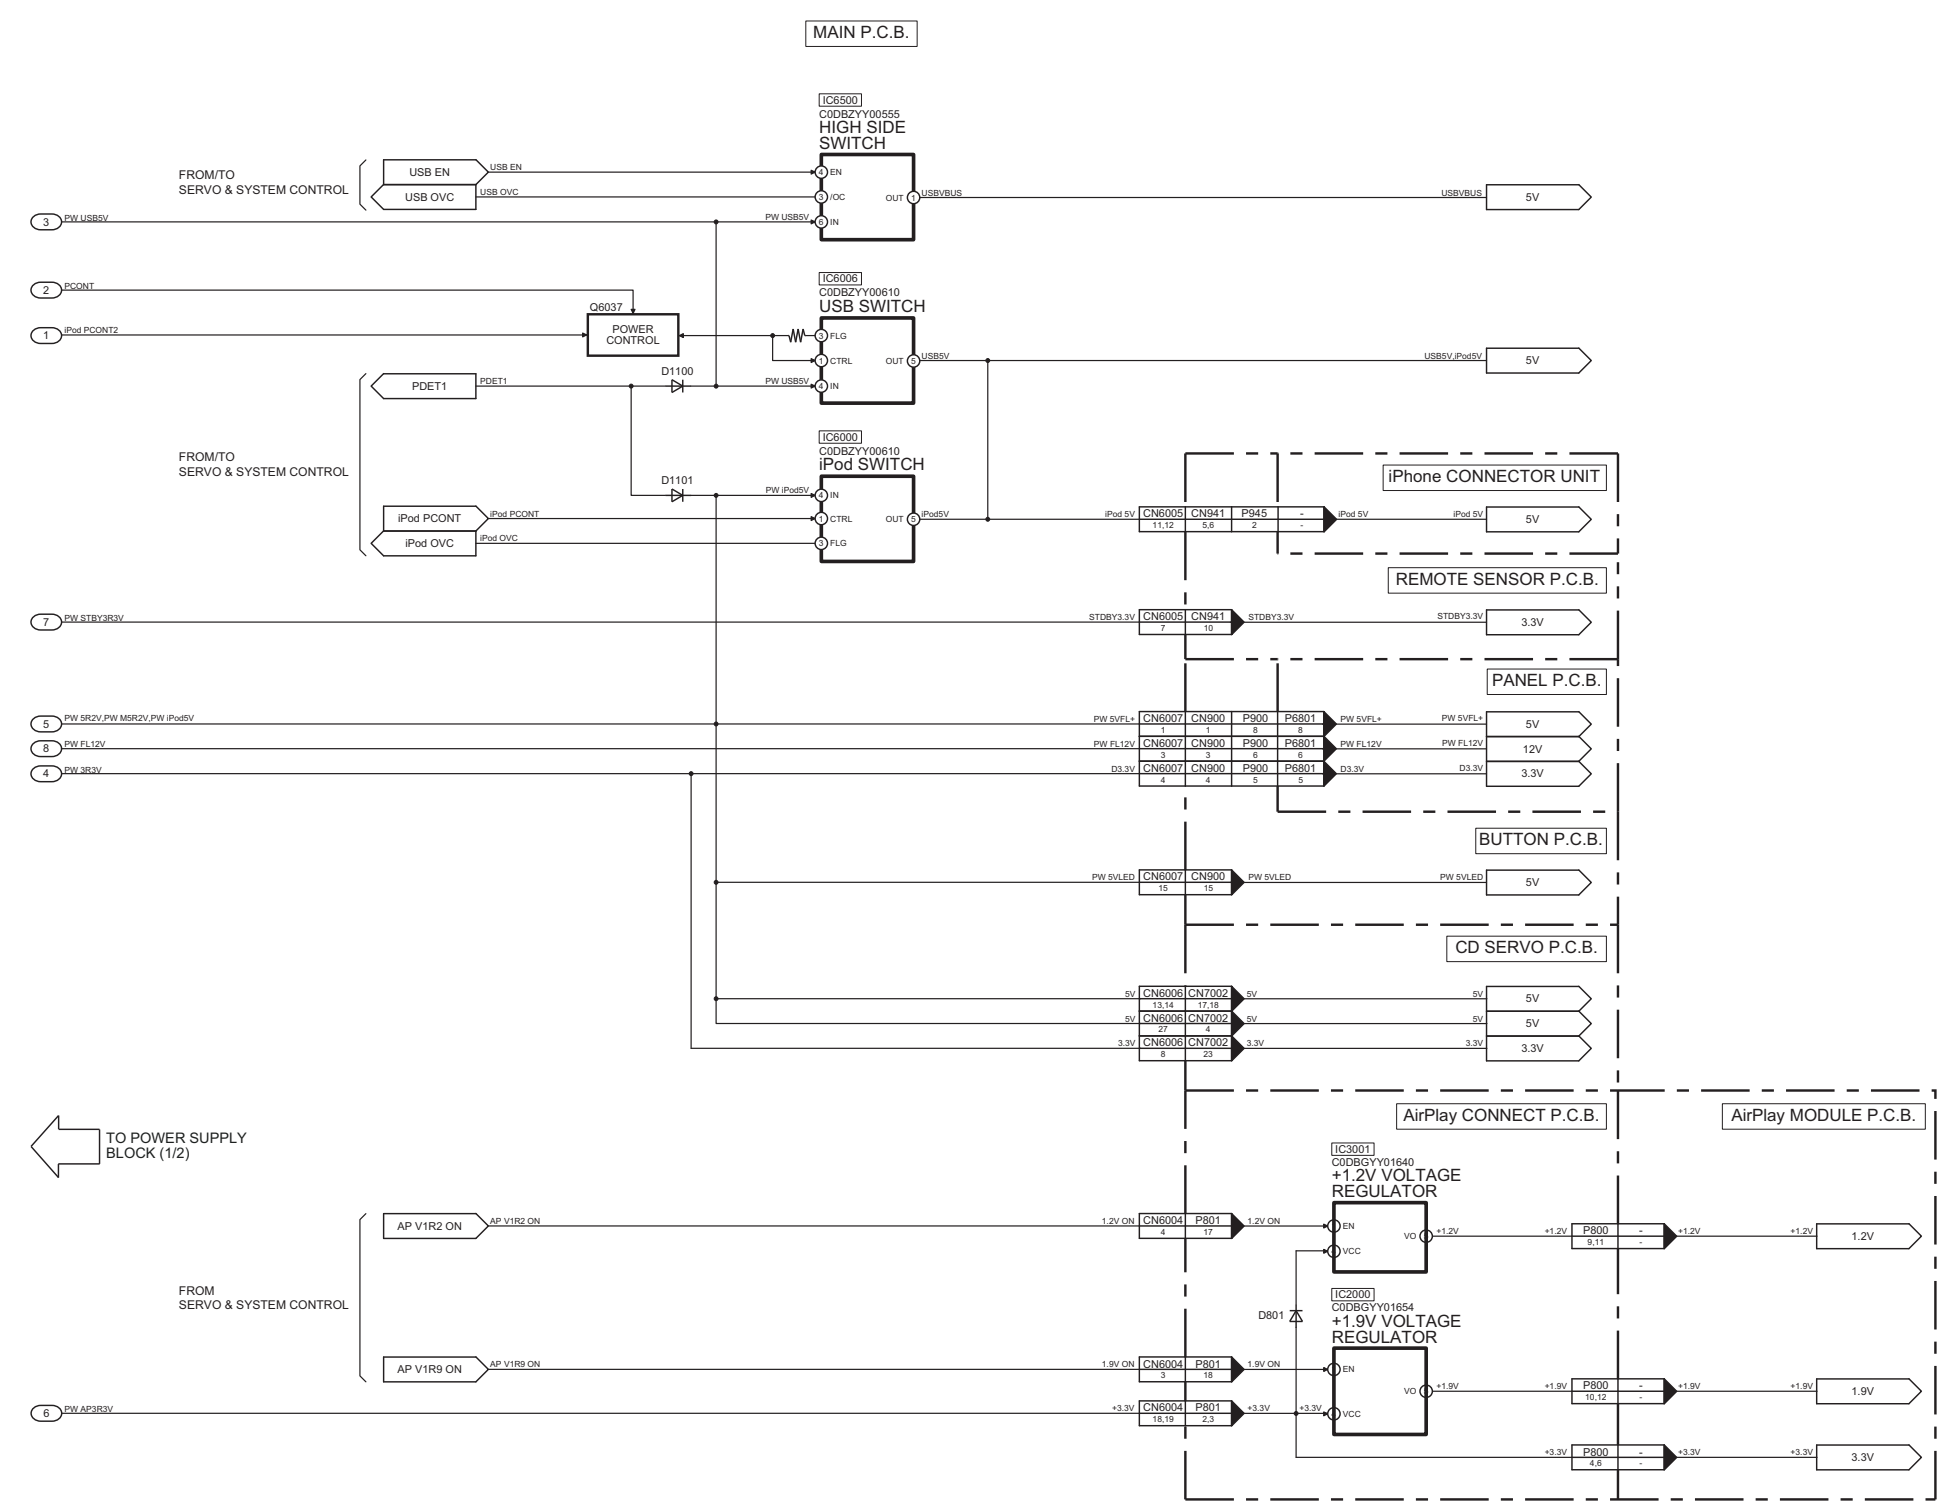 MAIN P.C.B.
IC6500
C0DBZYY00555
HIGH SIDE
SWITCH
FROM/TO
SERVO & SYSTEM CONTROL
USB EN
USB EN
4 EN
USB OVC
USB OVC
3 /OC
OUT 1
USBVBUS
USBVBUS
5V
3
PW USB5V
PW USB5V
6 IN
2
PCONT
IC6006
C0DBZYY00610
USB SWITCH
Q6037
POWER
CONTROL
1
iPod PCONT2
3 FLG
1 CTRL
OUT 5
USB5V
USB5V,iPod5V
5V
PDET1
PDET1
D1100
PW USB5V
4 IN
FROM/TO
SERVO & SYSTEM CONTROL
IC6000
C0DBZYY00610
iPod SWITCH
D1101
PW iPod5V
4 IN
iPod PCONT
iPod PCONT
1 CTRL
OUT 5
iPod5V
iPod OVC
iPod OVC
3 FLG
iPhone CONNECTOR UNIT
iPod 5V
CN6005 CN941 P945 -
11,12 5,6 2 -
iPod 5V
iPod 5V
5V
REMOTE SENSOR P.C.B.
7
PW STBY3R3V
STDBY3.3V
CN6005 CN941
7 10
STDBY3.3V
STDBY3.3V
3.3V
PANEL P.C.B.
5
PW 5R2V,PW M5R2V,PW iPod5V
PW 5VFL+
CN6007 CN900 P900 P6801
1 1 8 8
PW 5VFL+
PW 5VFL+
5V
8
PW FL12V
PW FL12V
CN6007 CN900 P900 P6801
3 3 6 6
PW FL12V
PW FL12V
12V
4
PW 3R3V
D3.3V
CN6007 CN900 P900 P6801
4 4 5 5
D3.3V
D3.3V
3.3V
BUTTON P.C.B.
PW 5VLED
CN6007 CN900
15 15
PW 5VLED
PW 5VLED
5V
CD SERVO P.C.B.
5V
CN6006 CN7002
13,14 17,18
5V
5V
5V
5V
CN6006 CN7002
27 4
5V
5V
5V
3.3V
CN6006 CN7002
8 23
3.3V
3.3V
3.3V
TO POWER SUPPLY
BLOCK (1/2)
AirPlay CONNECT P.C.B.
AirPlay MODULE P.C.B.
IC3001
C0DBGYY01640
+1.2V VOLTAGE
REGULATOR
AP V1R2 ON
AP V1R2 ON
1.2V ON
CN6004 P801
4 17
1.2V ON
EN
VCC
VO
+1.2V
+1.2V
P800 -
9,11 -
+1.2V
+1.2V
1.2V
FROM
SERVO & SYSTEM CONTROL
D801
IC2000
C0DBGYY01654
+1.9V VOLTAGE
REGULATOR
AP V1R9 ON
AP V1R9 ON
1.9V ON
CN6004 P801
3 18
1.9V ON
EN
VO
+1.9V
+1.9V
P800 -
10,12 -
+1.9V
+1.9V
1.9V
6
PW AP3R3V
+3.3V
CN6004 P801
18,19 2,3
+3.3V
+3.3V
VCC
+3.3V
P800 -
4,6 -
+3.3V
+3.3V
3.3V